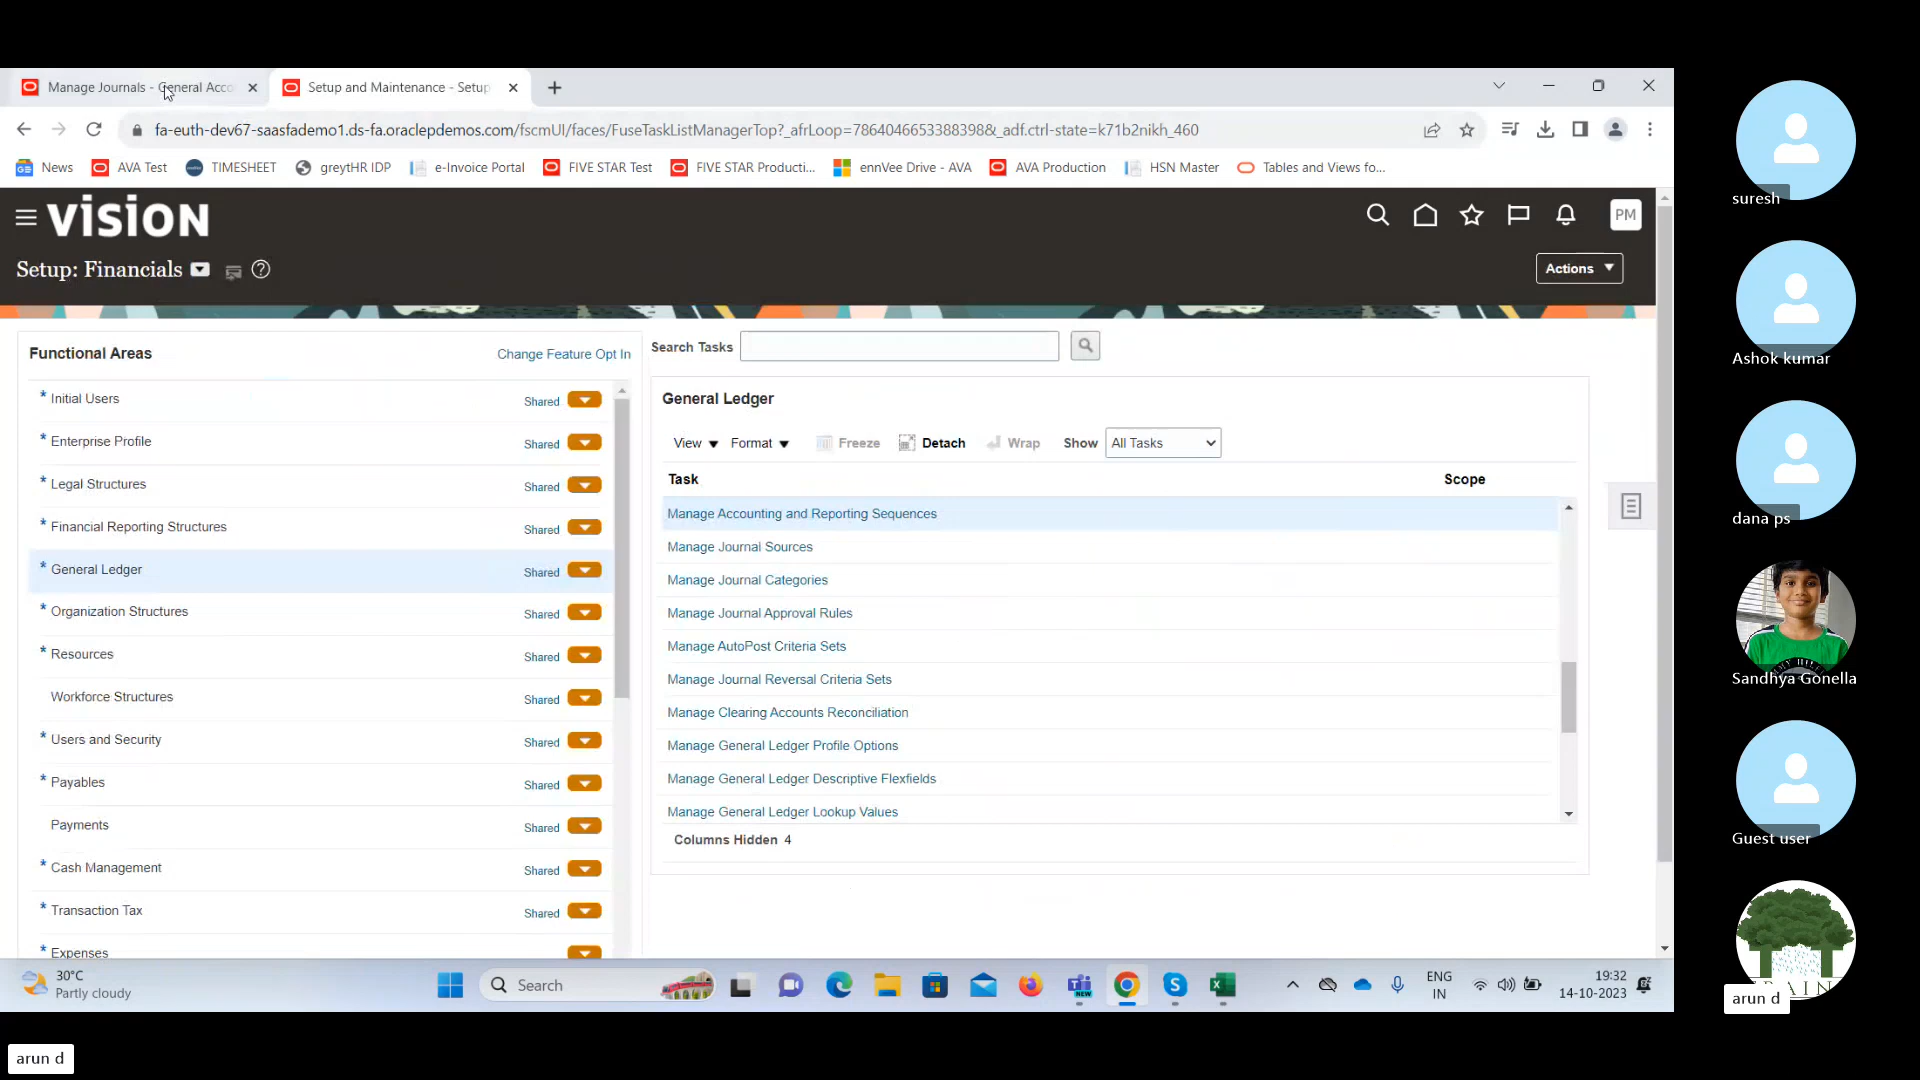 Manage Journals - General Acco
Setup and Maintenance - Setup
fa-euth-dev67-saasfademo1.ds-fa.oraclepdemos.com/fscmUI/faces/FuseTaskListManagerTop?_afrLoop=78640466533888398&_adf.ctrl-state=k71b2nikh_460
News
AVA Test
TIMESHEET
greytHR IDP
e-Invoice Portal
FIVE STAR Test
FIVE STAR Producti...
ennVee Drive - AVA
AVA Production
HSN Master
Tables and Views fo...
VISION
PM
Setup: Financials
Actions
Functional Areas
Change Feature Opt In
* Initial Users Shared
* Enterprise Profile Shared
* Legal Structures Shared
* Financial Reporting Structures Shared
* General Ledger Shared
* Organization Structures Shared
* Resources Shared
Workforce Structures Shared
* Users and Security Shared
* Payables Shared
Payments Shared
* Cash Management Shared
* Transaction Tax Shared
* Expenses
Search Tasks
General Ledger
View Format Freeze Detach Wrap Show All Tasks
Task Scope
Manage Accounting and Reporting Sequences
Manage Journal Sources
Manage Journal Categories
Manage Journal Approval Rules
Manage AutoPost Criteria Sets
Manage Journal Reversal Criteria Sets
Manage Clearing Accounts Reconciliation
Manage General Ledger Profile Options
Manage General Ledger Descriptive Flexfields
Manage General Ledger Lookup Values
Columns Hidden 4
30°C
Partly cloudy
Search
NEW
ENG
IN
19:32
14-10-2023
suresh
Ashok kumar
dana ps
Sandhya Gonella
Guest user
arun d
arun d